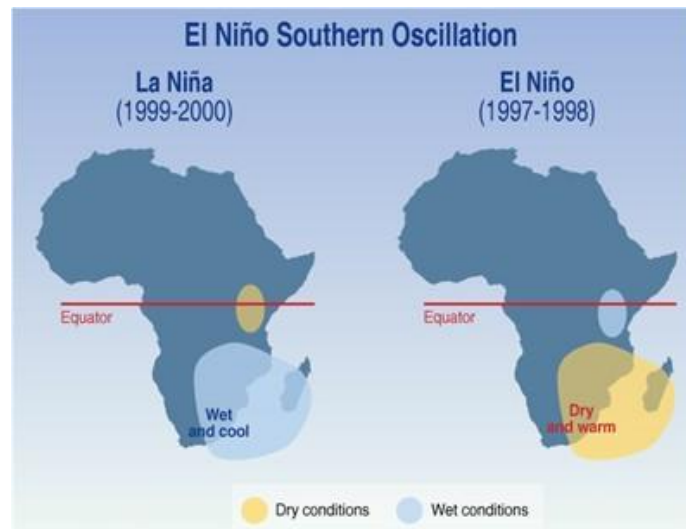 El Niño Southern Oscillation
La Niña
(1999-2000)
El Niño
(1997-1998)
Equator
Equator
Wet
and cool
Dry
and warm
Dry conditions
Wet conditions